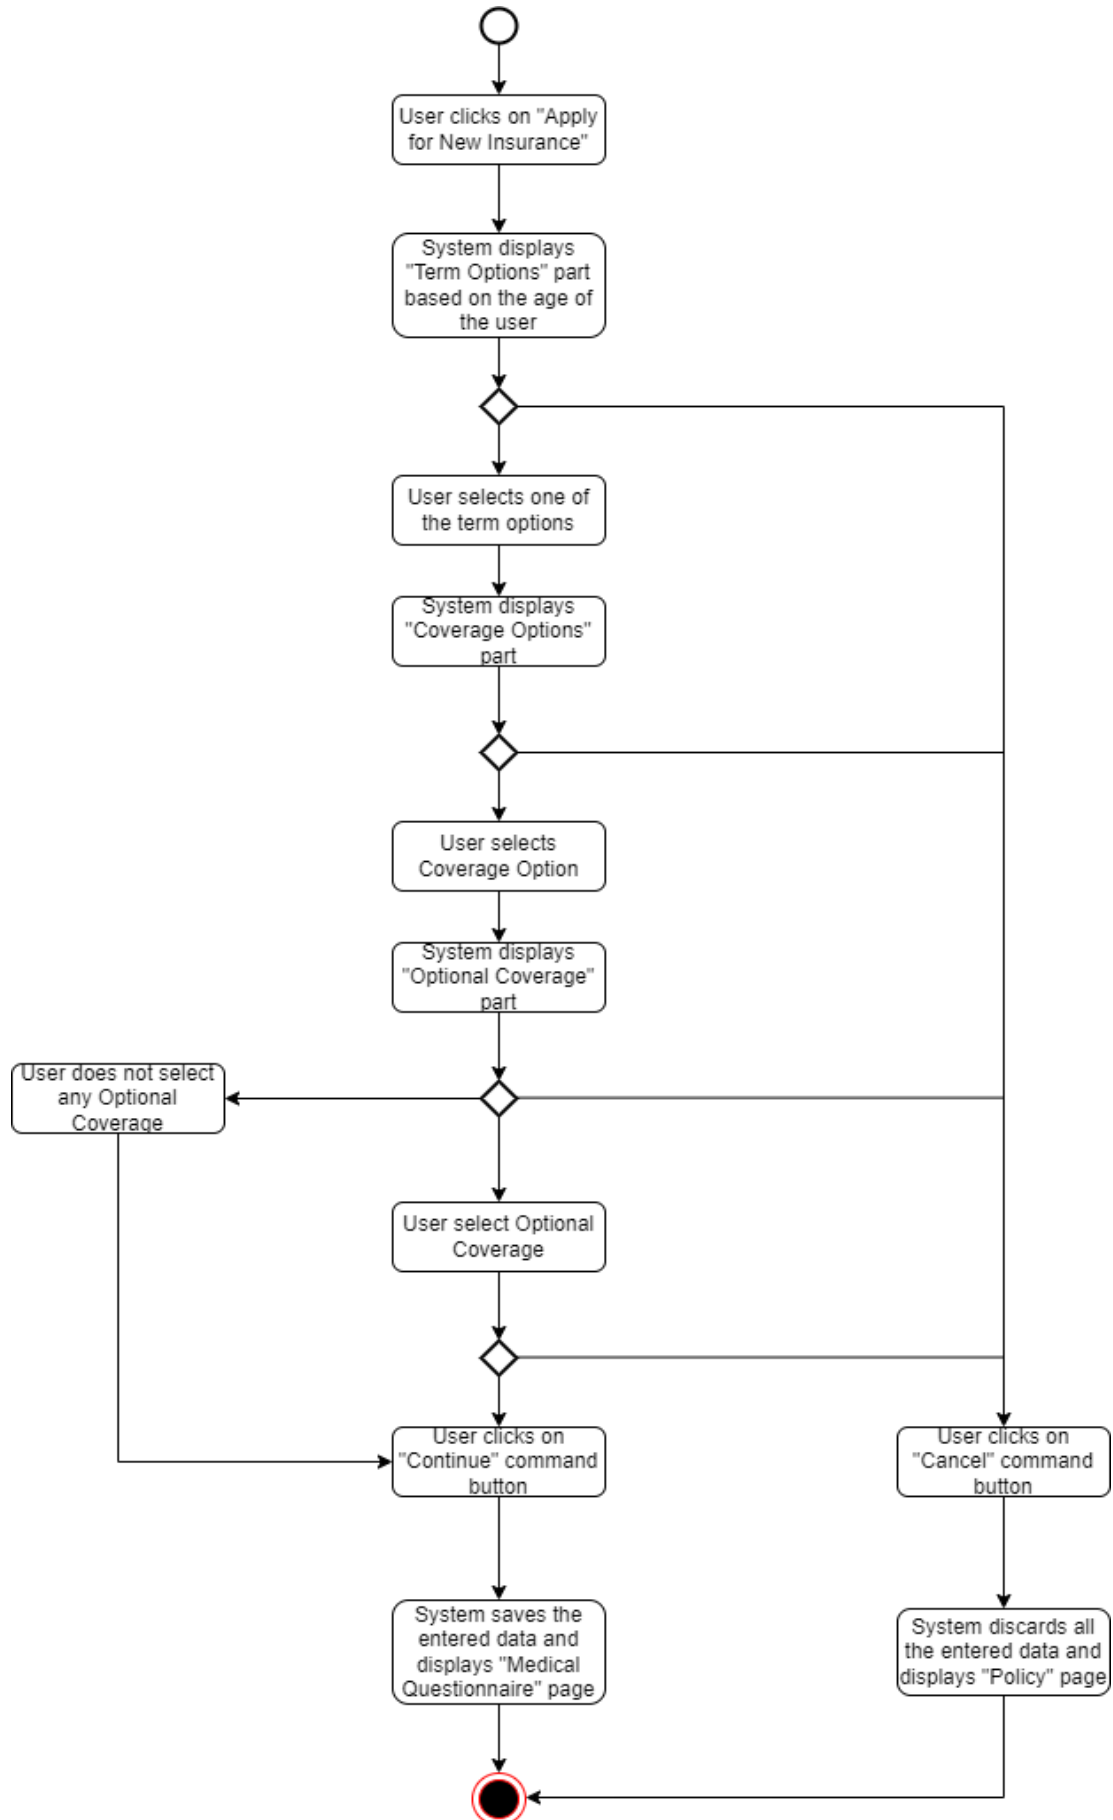 User clicks on "Apply
for New Insurance"
System displays
"Term Options" part
based on the age of
the user
User selects one of
the term options
System displays
"Coverage Options"
part
User selects
Coverage Option
System displays
"Optional Coverage"
part
User does not select
any Optional
Coverage
User select Optional
Coverage
User clicks on
"Continue" command
button
User clicks on
"Cancel" command
button
System saves the
entered data and
displays "Medical
Questionnaire" page
System discards all
the entered data and
displays "Policy" page